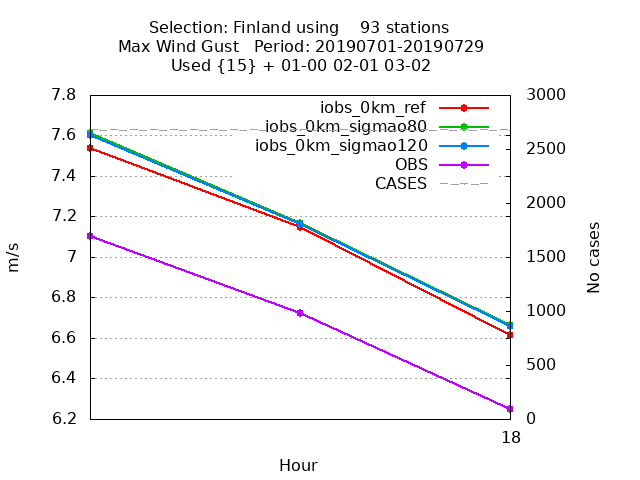 Selection: Finland using    93 stations
Max Wind Gust   Period: 20190701-20190729
Used {15} + 01-00 02-01 03-02
7.8
7.6
7.4
7.2
7
6.8
6.6
6.4
6.2
3000
2500
2000
1500
1000
500
0
iobs_0km_ref
iobs_0km_sigmao80
iobs_0km_sigmao120
OBS
CASES
m/s
No cases
18
Hour